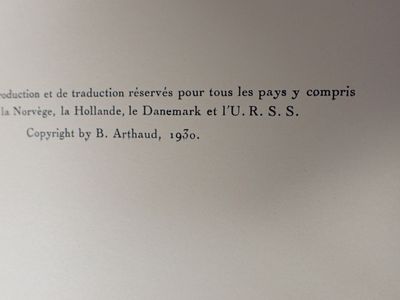 roduction et de traduction réservés pour tous les pays y compris
la Norvège, la Hollande, le Danemark et l'U. R. S. S.
Copyright by B. Arthaud, 1930.